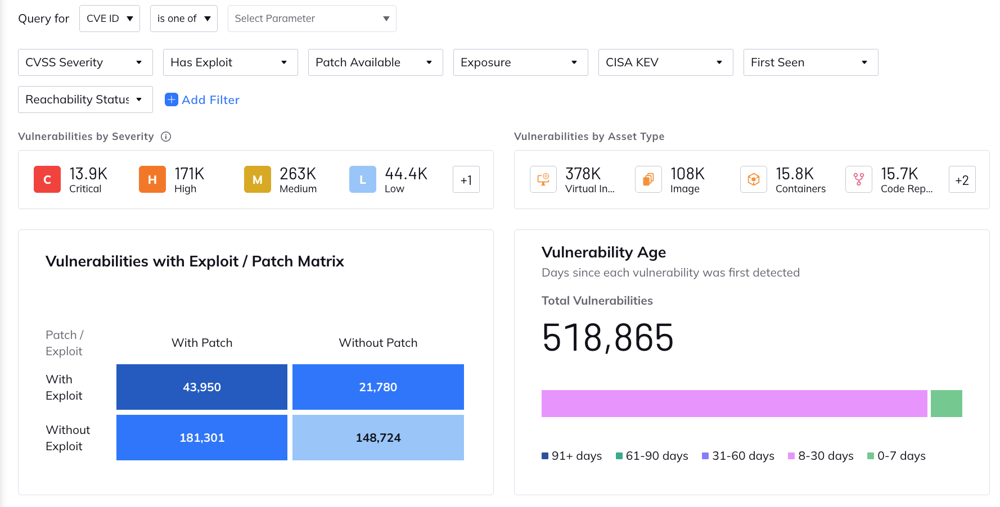 Query for CVE ID is one of Select Parameter
CVSS Severity Has Exploit Patch Available Exposure CISA KEV First Seen
Reachability Status Add Filter
Vulnerabilities by Severity
C 13.9K Critical
H 171K High
M 263K Medium
L 44.4K Low
+1
Vulnerabilities by Asset Type
378K Virtual In...
108K Image
15.8K Containers
15.7K Code Rep...
+2
Vulnerabilities with Exploit / Patch Matrix
Patch /
Exploit
With Patch Without Patch
With
Exploit
43,950 21,780
Without
Exploit
181,301 148,724
Vulnerability Age
Days since each vulnerability was first detected
Total Vulnerabilities
518,865
91+ days 61-90 days 31-60 days 8-30 days 0-7 days